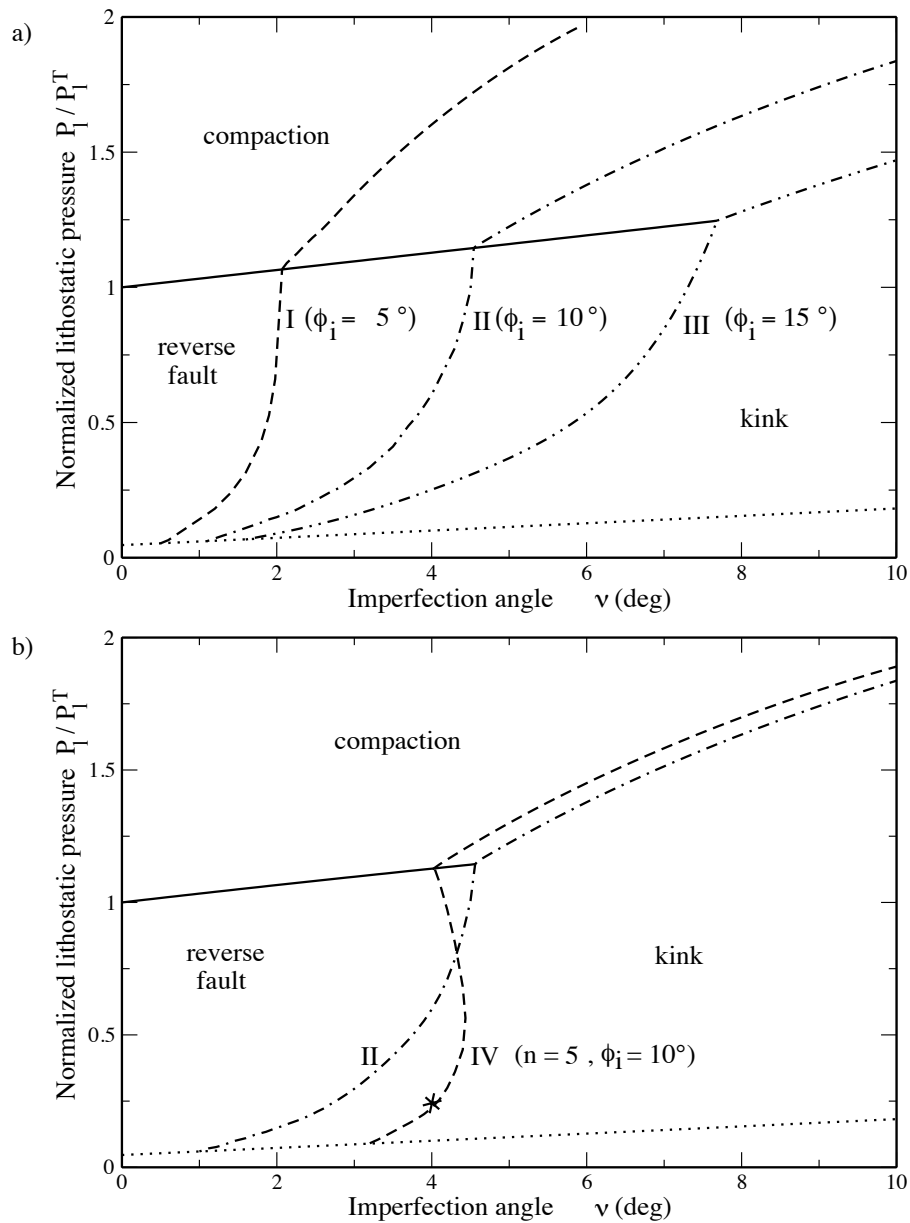 a)
2
1.5
1
0.5
0
Normalized lithostatic pressure P_l / P_l^T
compaction
I (ϕ_i = 5 °)
II (ϕ_i = 10°)
III (ϕ_i = 15 °)
reverse
fault
kink
0 2 4 6 8 10
Imperfection angle ν (deg)
b)
2
1.5
1
0.5
0
Normalized lithostatic pressure P_l / P_l^T
compaction
reverse
fault
kink
II
IV (n = 5 , ϕ_i = 10°)
0 2 4 6 8 10
Imperfection angle ν (deg)